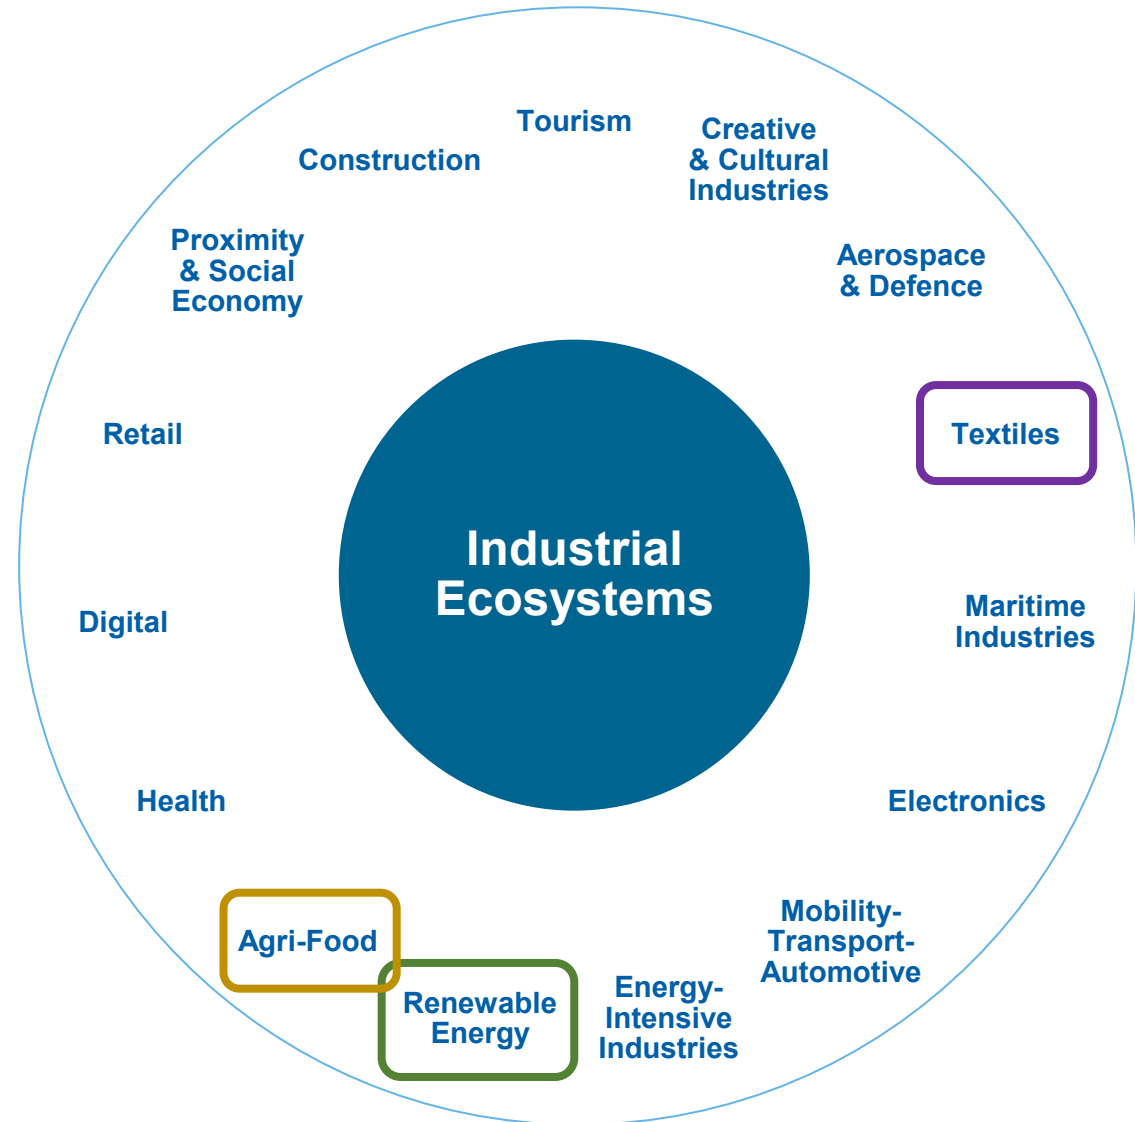 Tourism
Creative
& Cultural
Industries
Construction
Proximity
& Social
Economy
Aerospace
& Defence
Retail
Textiles
Industrial
Ecosystems
Digital
Maritime
Industries
Health
Electronics
Agri-Food
Mobility-
Transport-
Automotive
Renewable
Energy
Energy-
Intensive
Industries